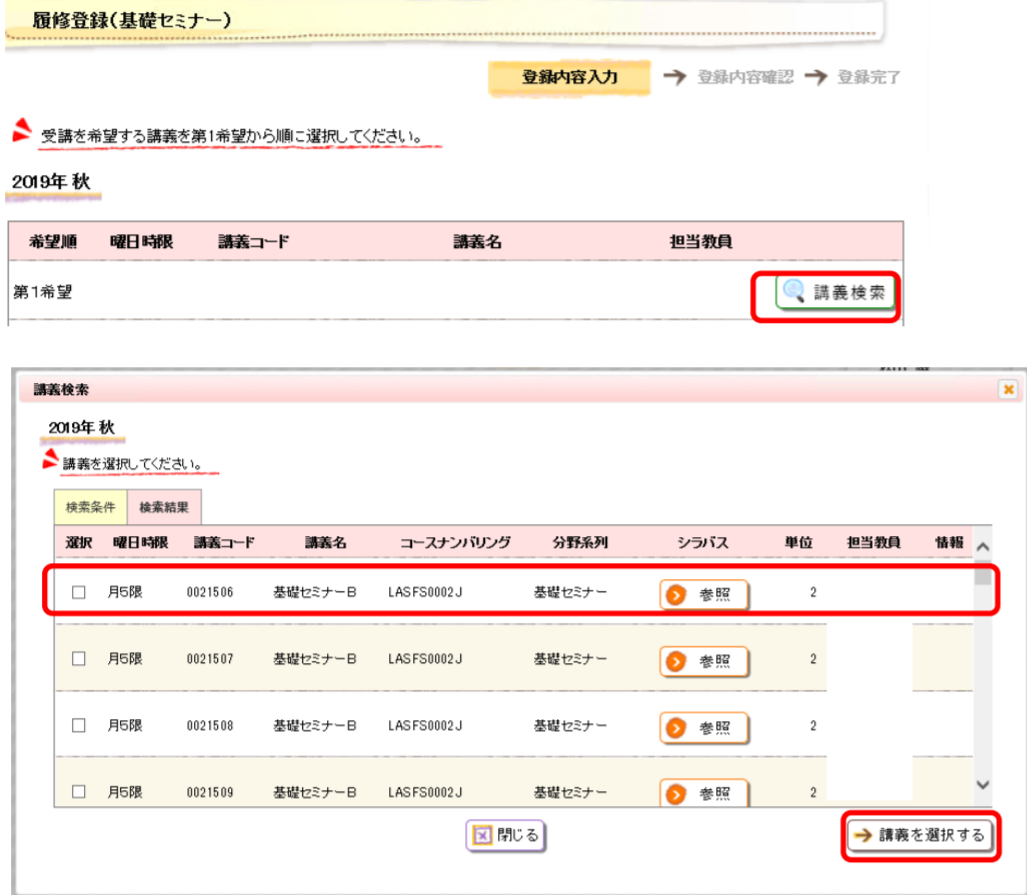 履修登録(基礎セミナー)
登録内容入力 → 登録内容確認 → 登録完了
受講を希望する講義を第1希望から順に選択してください。
2019年 秋
希望順 曜日時限 講義コード 講義名 担当教員
第1希望 講義検索
講義検索
2019年 秋
講義を選択してください。
検索条件 検索結果
選択 曜日時限 講義コード 講義名 コースナンバリング 分野系列 シラバス 単位 担当教員 情報
月5限 0021506 基礎セミナーB LASFS0002J 基礎セミナー 参照 2
月5限 0021507 基礎セミナーB LASFS0002J 基礎セミナー 参照 2
月5限 0021508 基礎セミナーB LASFS0002J 基礎セミナー 参照 2
月5限 0021509 基礎セミナーB LASFS0002J 基礎セミナー 参照 2
閉じる → 講義を選択する